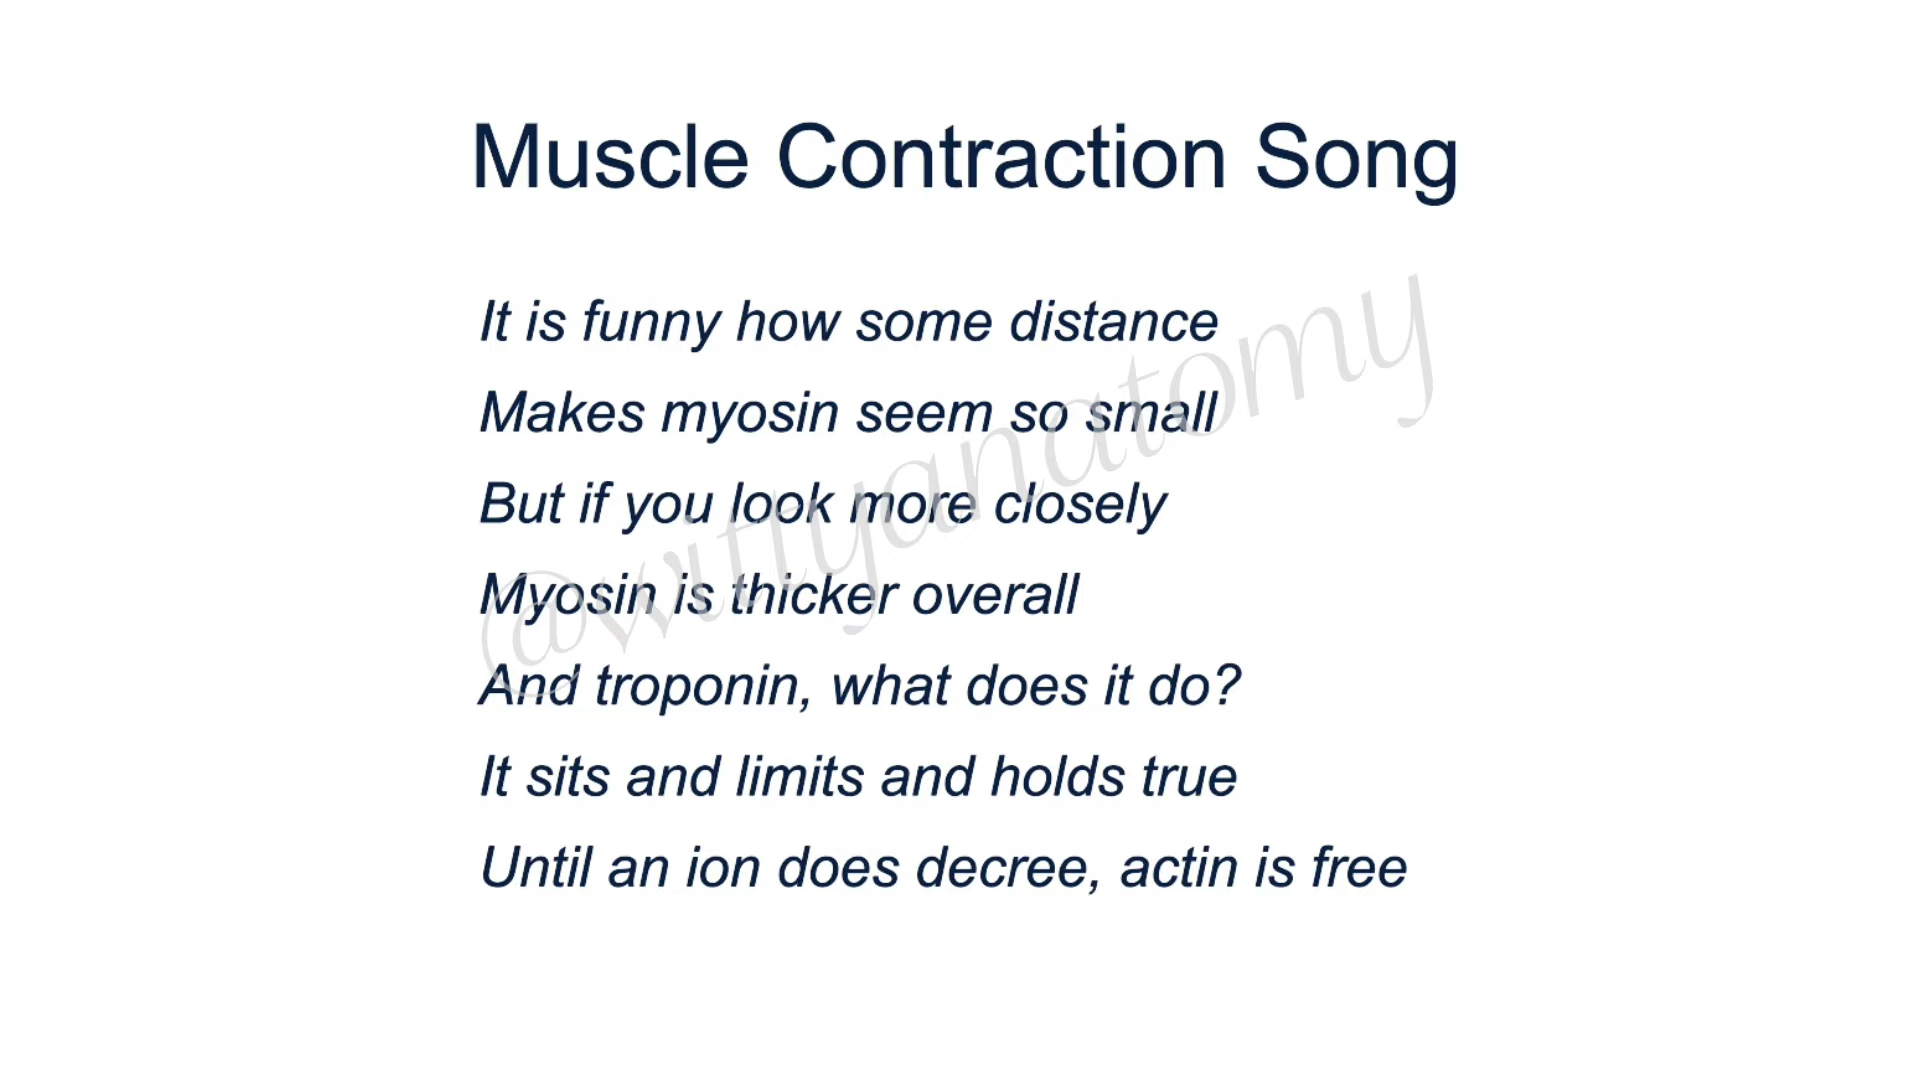 Muscle Contraction Song
It is funny how some distance
Makes myosin seem so small
But if you look more closely
Myosin is thicker overall
And troponin, what does it do?
It sits and limits and holds true
Until an ion does decree, actin is free
@wittyanatomy